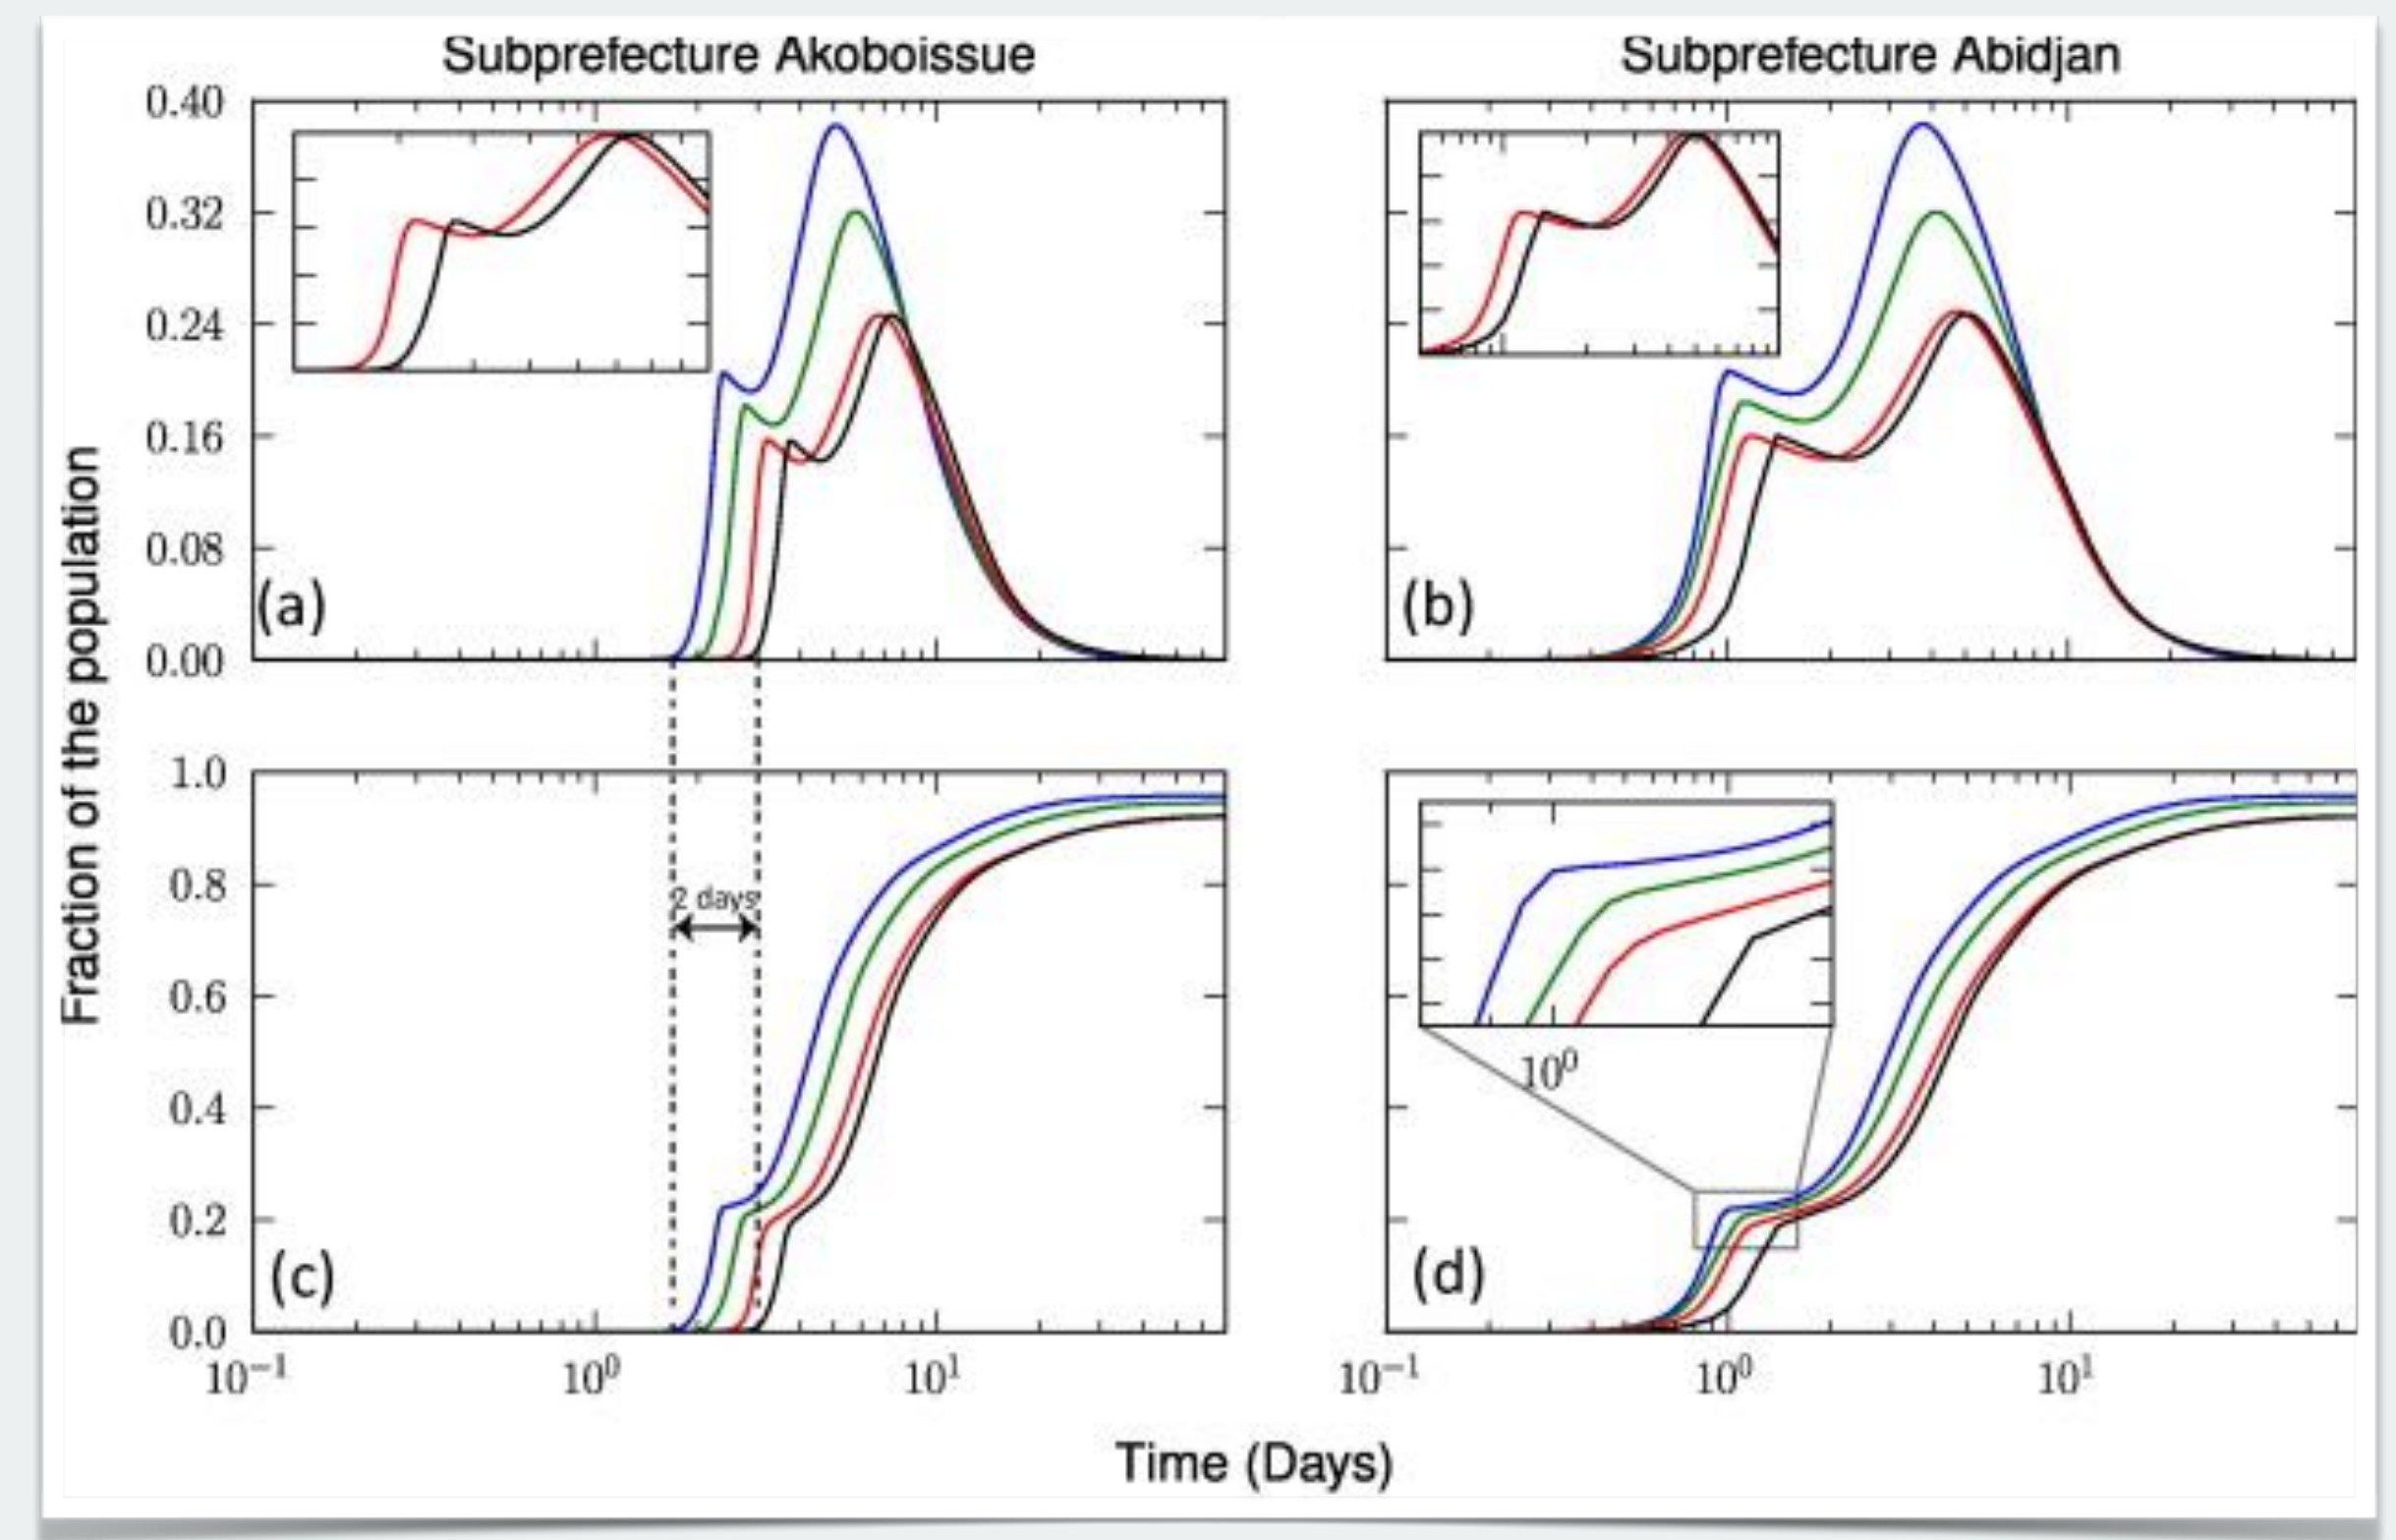 Subprefecture Akoboissue
Subprefecture Abidjan
Fraction of the population
0.40
0.32
0.24
0.16
0.08
0.00
(a)
(b)
1.0
0.8
0.6
0.4
0.2
0.0
2 days
(c)
10⁰
(d)
10⁻¹ 10⁰ 10¹
10⁻¹ 10⁰ 10¹
Time (Days)